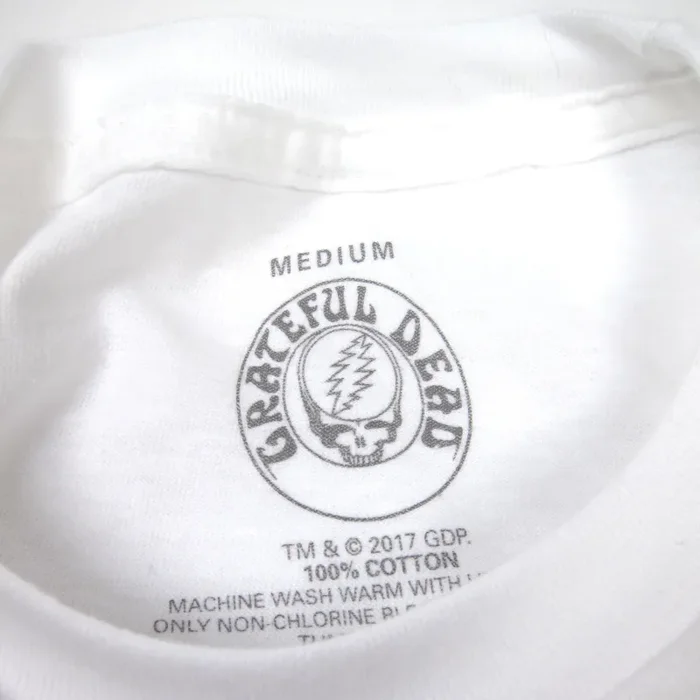 MEDIUM
GRATEFUL DEAD
TM & © 2017 GDP.
100% COTTON
MACHINE WASH WARM WITH
ONLY NON-CHLORINE